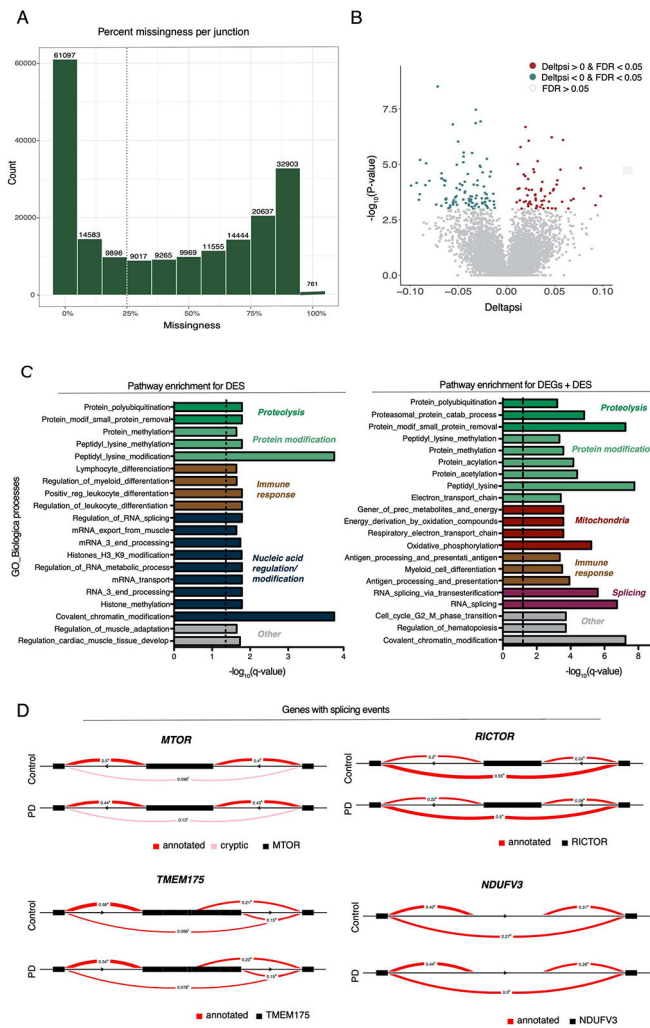 A
Percent missingness per junction
61097
14583
9896
9017
9265
9969
11555
14444
20637
32903
761
60000
40000
20000
0
Count
0%
25%
50%
75%
100%
Missingness
B
Deltpsi > 0 & FDR < 0.05
Deltpsi < 0 & FDR < 0.05
FDR > 0.05
7.5
5.0
2.5
0.0
-log10(P-value)
-0.10
-0.05
0.00
0.05
0.10
Deltapsi
C
Pathway enrichment for DES
GO_Biologica processes
Protein_polyubiquitination
Protein_modif_small_protein_removal
Protein_methylation
Peptidyl_lysine_methylation
Peptidyl_lysine_modification
Lymphocyte_differenciation
Regulation_of_myeloid_differentiation
Positiv_reg_leukocyte_differentiation
Regulation_of_leukocyte_differentiation
Regulation_of_RNA_splicing
mRNA_export_from_muscle
mRNA_3_end_processing
Histones_H3_K9_modification
Regulation_of_RNA_metabolic_process
mRNA_transport
RNA_3_end_processing
Histone_methylation
Covalent_chromatin_modification
Regulation_of_muscle_adaptation
Regulation_cardiac_muscle_tissue_develop
Proteolysis
Protein modification
Immune
response
Nucleic acid
regulation/
modification
Other
0 1 2 3 4
-log10(q-value)
Pathway enrichment for DEGs + DES
Protein_polyubiquitination
Proteasomal_protein_catab_process
Protein_modif_small_protein_removal
Peptidyl_lysine_methylation
Protein_methylation
Protein_acylation
Protein_acetylation
Peptidyl_lysine
Electron_transport_chain
Gener_of_prec_metabolites_and_energy
Energy_derivation_by_oxidation_compounds
Respiratory_electron_transport_chain
Oxidative_phosphorylation
Antigen_processing_and_presentati_antigen
Myeloid_cell_differentiation
Antigen_processing_and_presentation
RNA_splicing_via_transesterification
RNA_splicing
Cell_cycle_G2_M_phase_transition
Regulation_of_hematopoiesis
Covalent_chromatin_modification
Proteolysis
Protein modification
Mitochondria
Immune
response
Splicing
Other
0 2 4 6 8
-log10(q-value)
D
Genes with splicing events
MTOR
Control
PD
annotated cryptic MTOR
RICTOR
Control
PD
annotated RICTOR
TMEM175
Control
PD
annotated TMEM175
NDUFV3
Control
PD
annotated NDUFV3